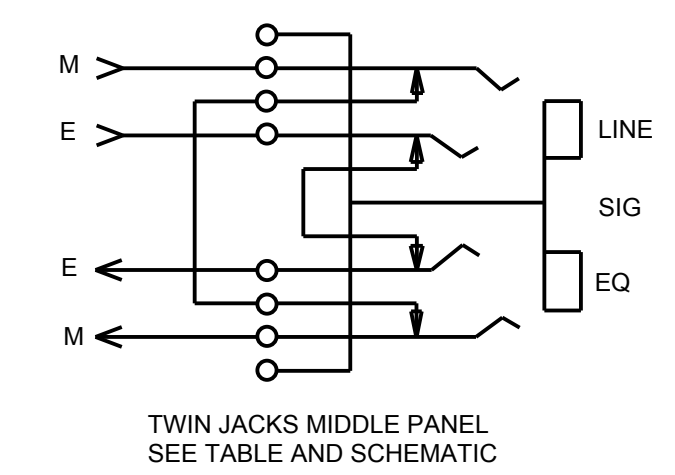 M
LINE
E
SIG
E
EQ
M
TWIN JACKS MIDDLE PANEL
SEE TABLE AND SCHEMATIC